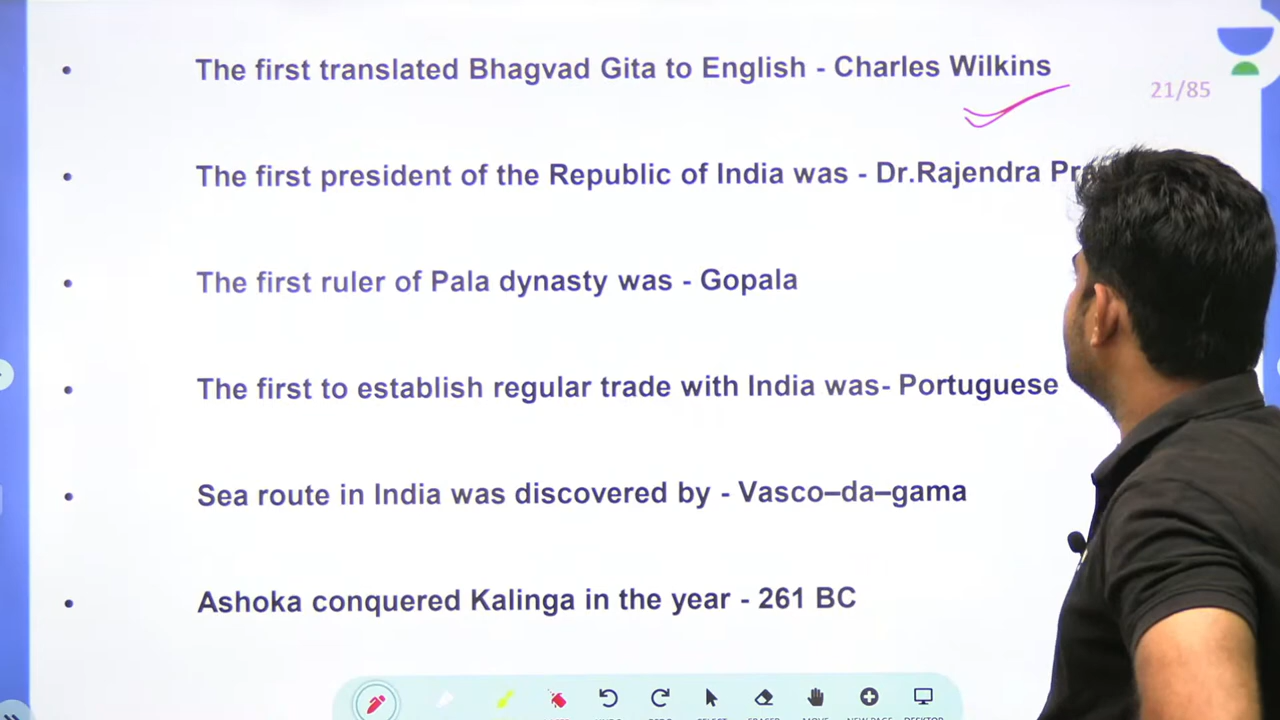 • The first translated Bhagvad Gita to English - Charles Wilkins
21/85
• The first president of the Republic of India was - Dr.Rajendra
• The first ruler of Pala dynasty was - Gopala
• The first to establish regular trade with India was- Portuguese
• Sea route in India was discovered by - Vasco–da–gama
• Ashoka conquered Kalinga in the year - 261 BC